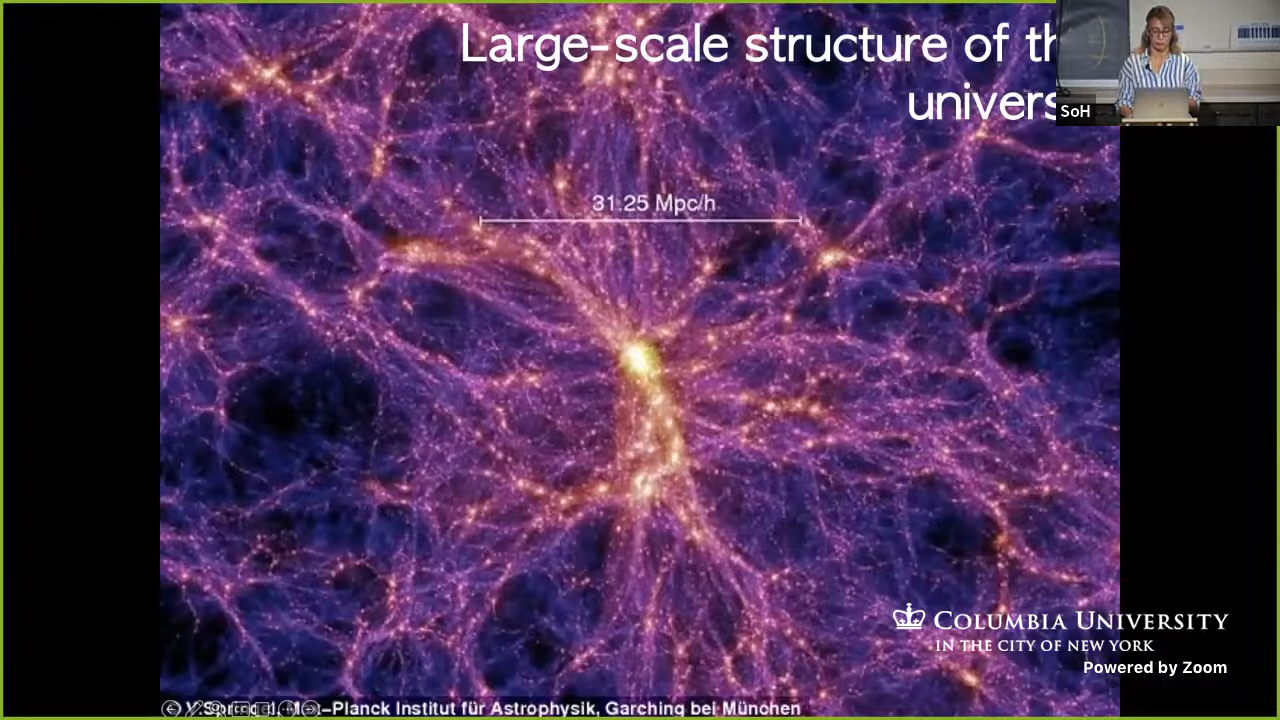 Large-scale structure of th
univers
SoH
31.25 Mpc/h
COLUMBIA UNIVERSITY
IN THE CITY OF NEW YORK
Powered by Zoom
-Planck Institut für Astrophysik, Garching bei München